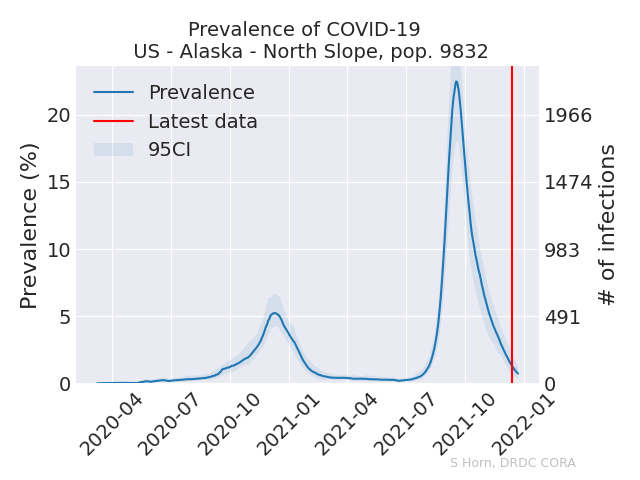 Prevalence of COVID-19
US - Alaska - North Slope, pop. 9832
Prevalence
Latest data
95CI
Prevalence (%)
20
15
10
5
0
1966
1474
983
491
0
# of infections
2020-04
2020-07
2020-10
2021-01
2021-04
2021-07
2021-10
2022-01
S Horn, DRDC CORA